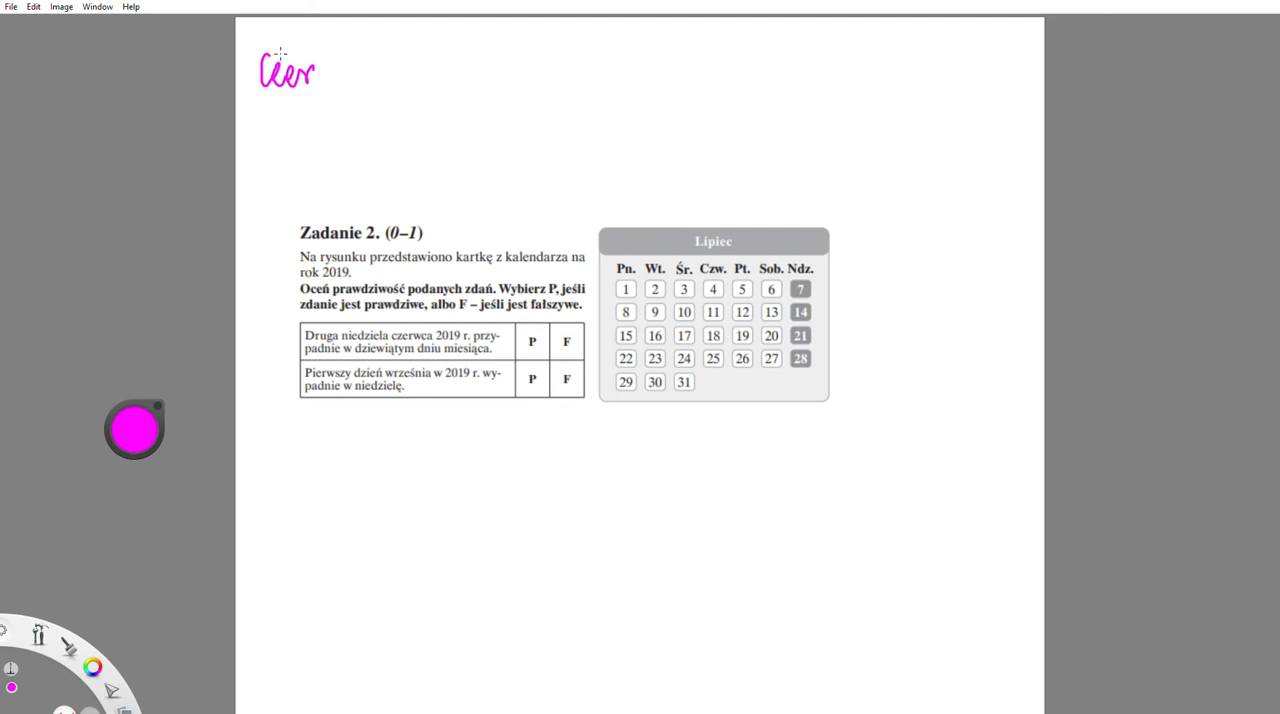 File Edit Image Window Help
Zadanie 2. (0–1)
Na rysunku przedstawiono kartkę z kalendarza na
rok 2019.
Oceń prawdziwość podanych zdań. Wybierz P, jeśli
zdanie jest prawdziwe, albo F – jeśli jest fałszywe.
Druga niedziela czerwca 2019 r. przy-
padnie w dziewiątym dniu miesiąca.
P F
Pierwszy dzień września w 2019 r. wy-
padnie w niedzielę.
P F
Lipiec
Pn. Wt. Śr. Czw. Pt. Sob. Ndz.
1 2 3 4 5 6 7
8 9 10 11 12 13 14
15 16 17 18 19 20 21
22 23 24 25 26 27 28
29 30 31